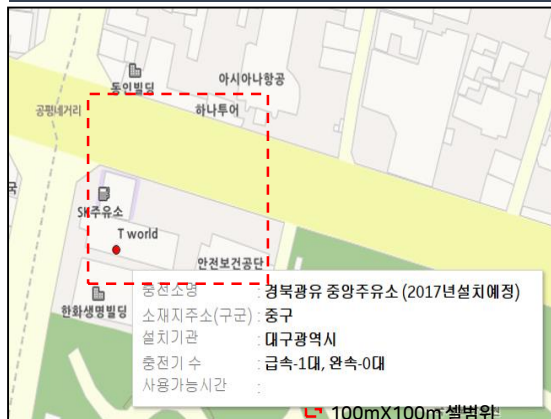 동인빌딩
아시아나항공
공평네거리
하나투어
국
SK주유소
T world
안전보건공단
한화생명빌딩
충전소명 : 경북광유 중앙주유소 (2017년설치예정)
소재지주소(구군) : 중구
설치기관 : 대구광역시
충전기 수 : 급속-1대, 완속-0대
사용가능시간 :
100mX100m 셀범위